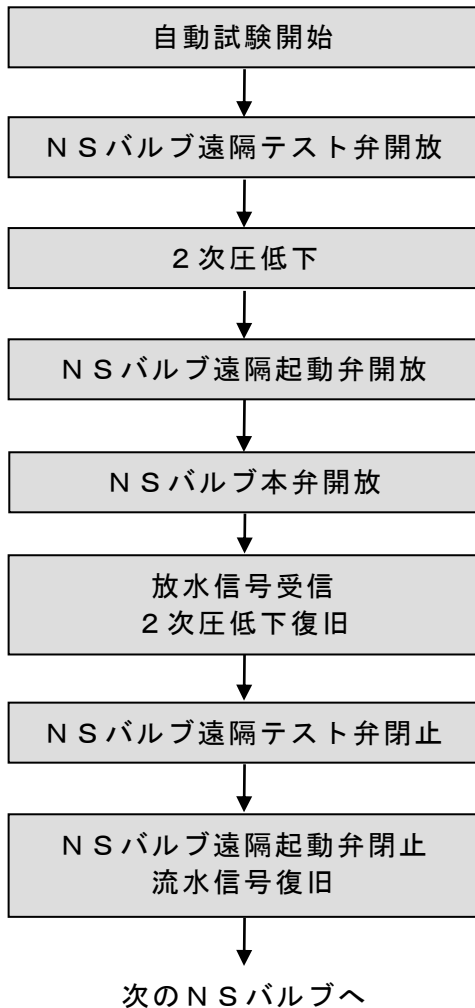 自動試験開始
ＮＳバルブ遠隔テスト弁開放
２次圧低下
ＮＳバルブ遠隔起動弁開放
ＮＳバルブ本弁開放
放水信号受信
２次圧低下復旧
ＮＳバルブ遠隔テスト弁閉止
ＮＳバルブ遠隔起動弁閉止
流水信号復旧
次のＮＳバルブへ